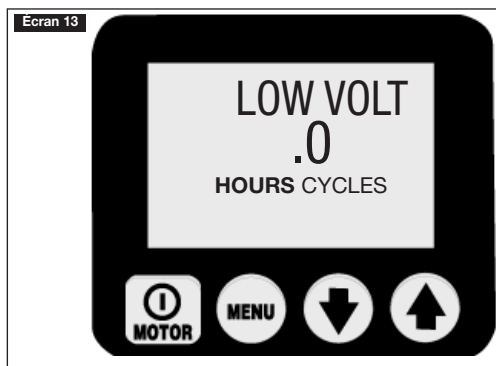 Écran 13
LOW VOLT
.0
HOURS CYCLES
MOTOR
MENU